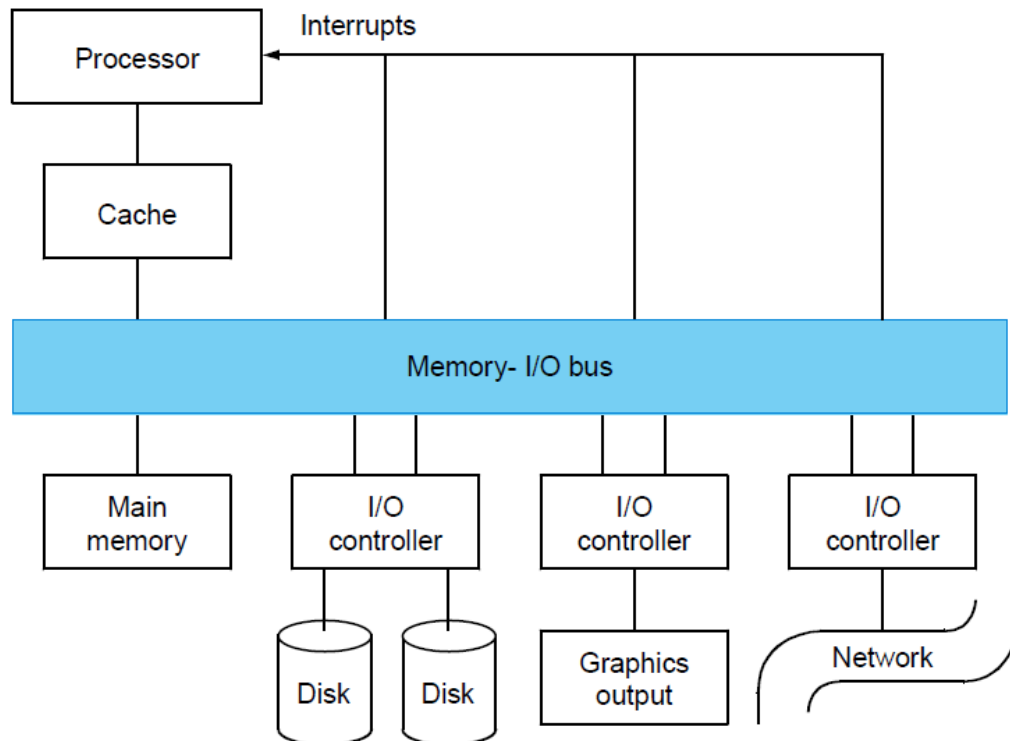 Interrupts
Processor
Cache
Memory- I/O bus
Main
memory
I/O
controller
I/O
controller
I/O
controller
Disk
Disk
Graphics
output
Network